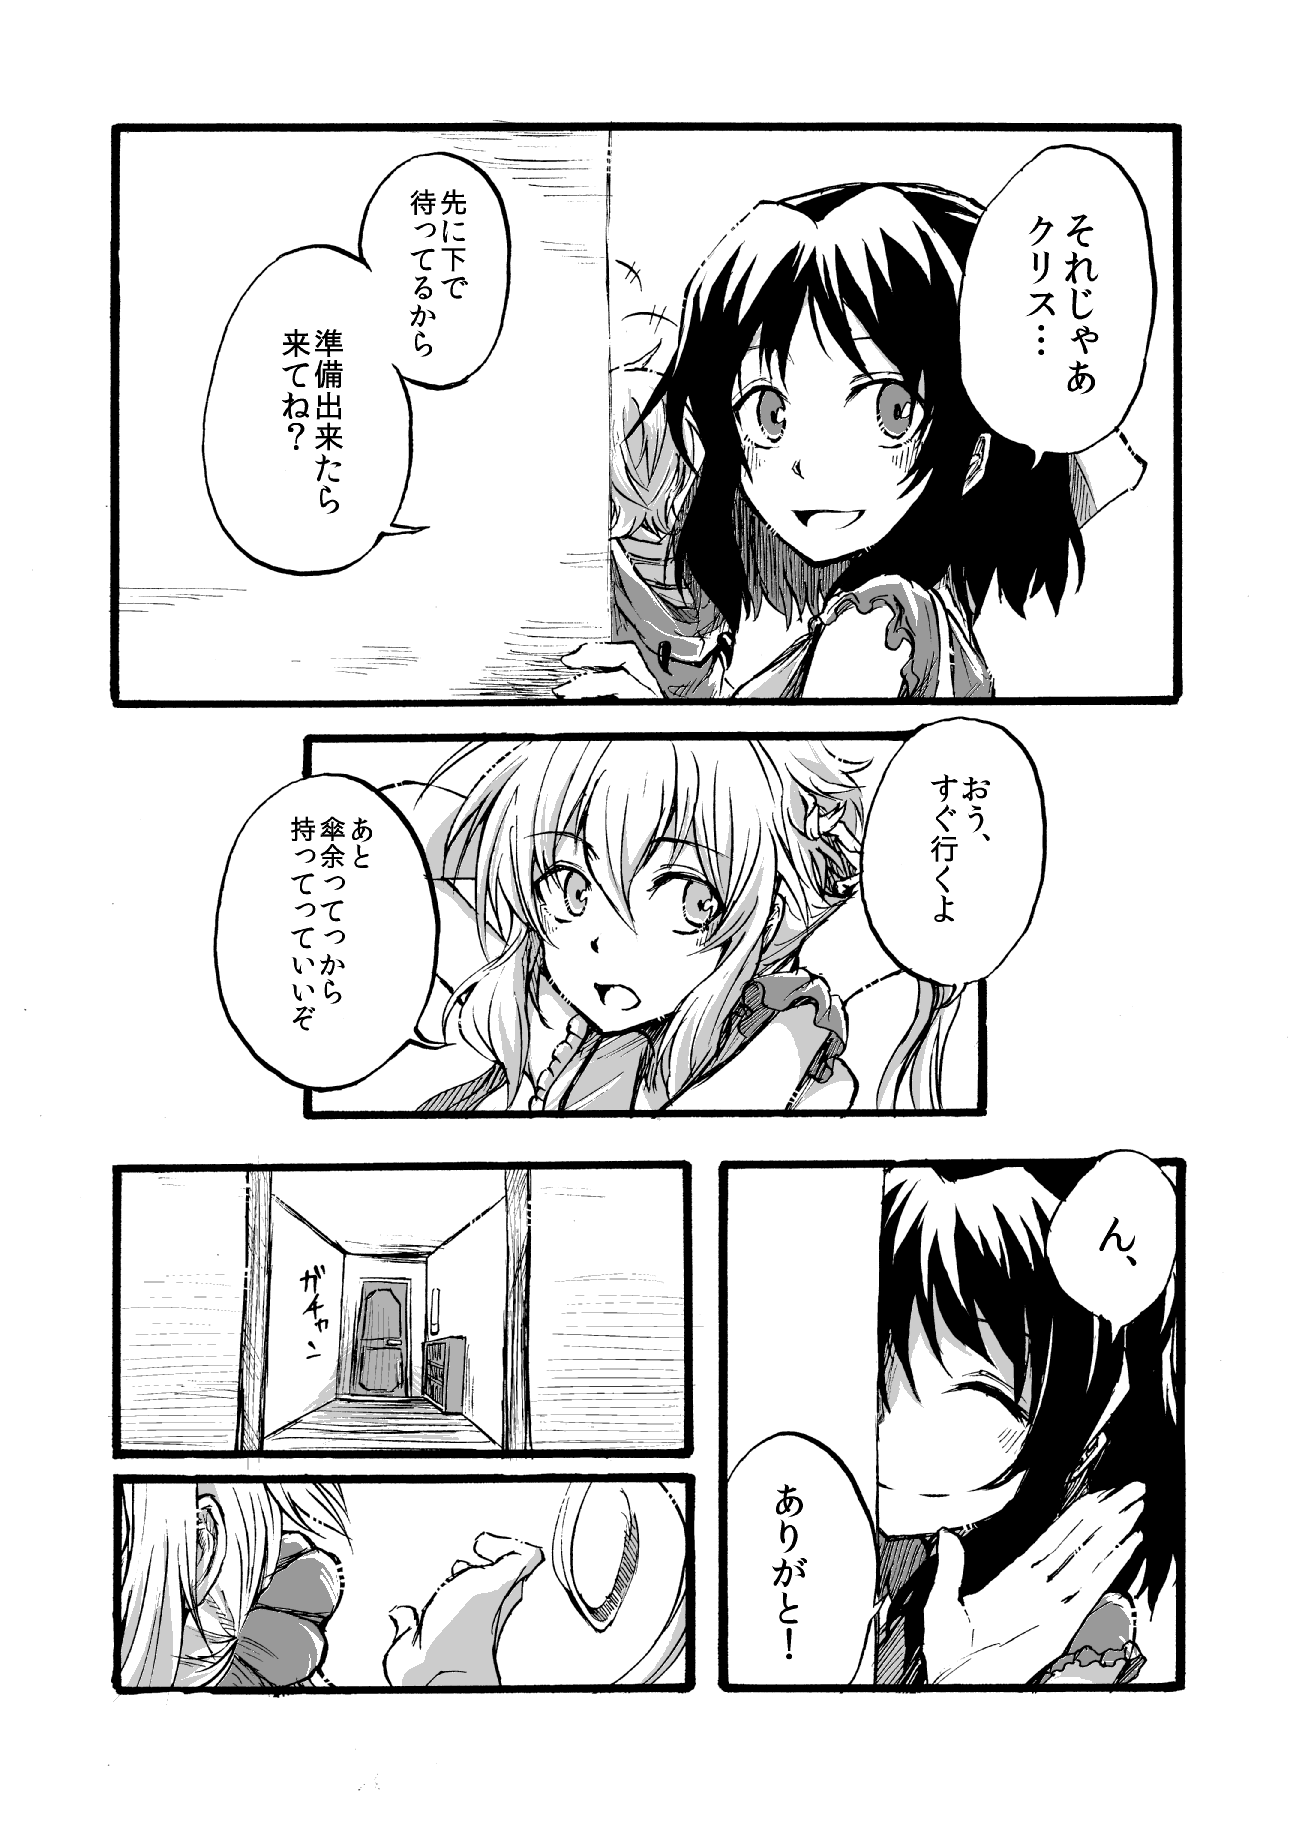 それじゃあ
クリス…
先に下で
待ってるから
準備出来たら
来てね?
おう、
すぐ行くよ
あと
傘余ってっから
持ってっていいぞ
ん、
ありがと!
ガチャン